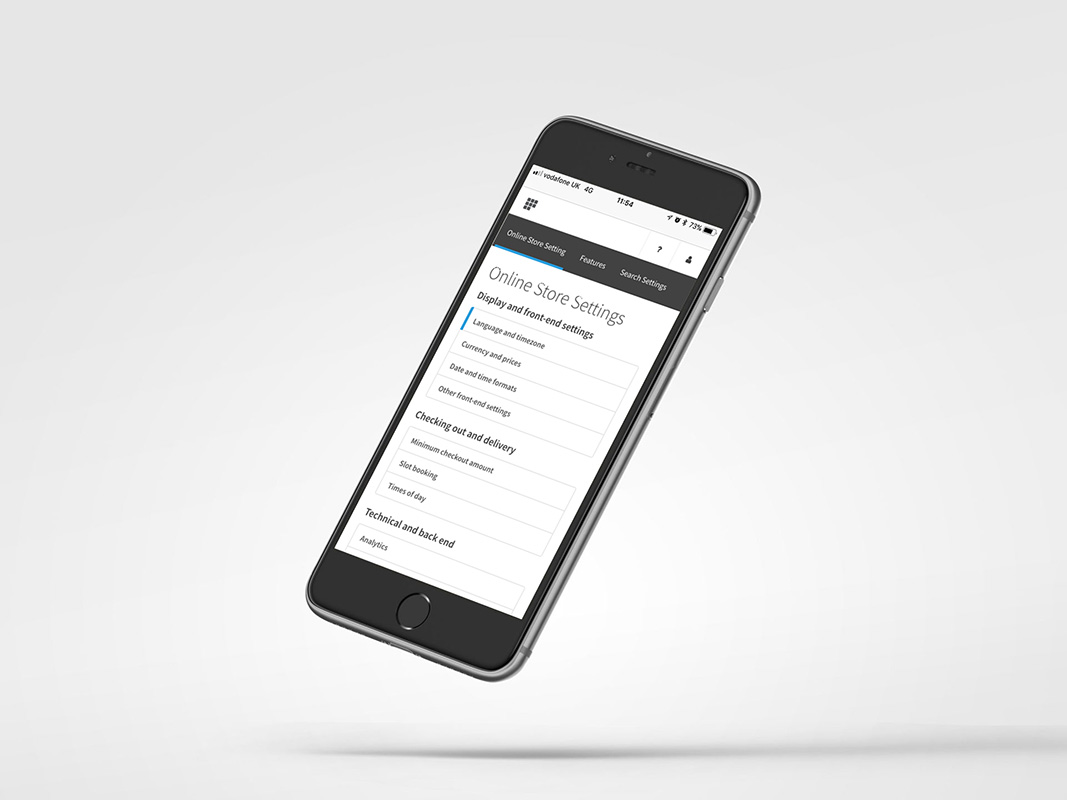 vodafone UK 4G 11:54 73%
?
Online Store Setting Features Search Settings
Online Store Settings
Display and front-end settings
Language and timezone
Currency and prices
Date and time formats
Other front-end settings
Checking out and delivery
Minimum checkout amount
Slot booking
Times of day
Technical and back end
Analytics